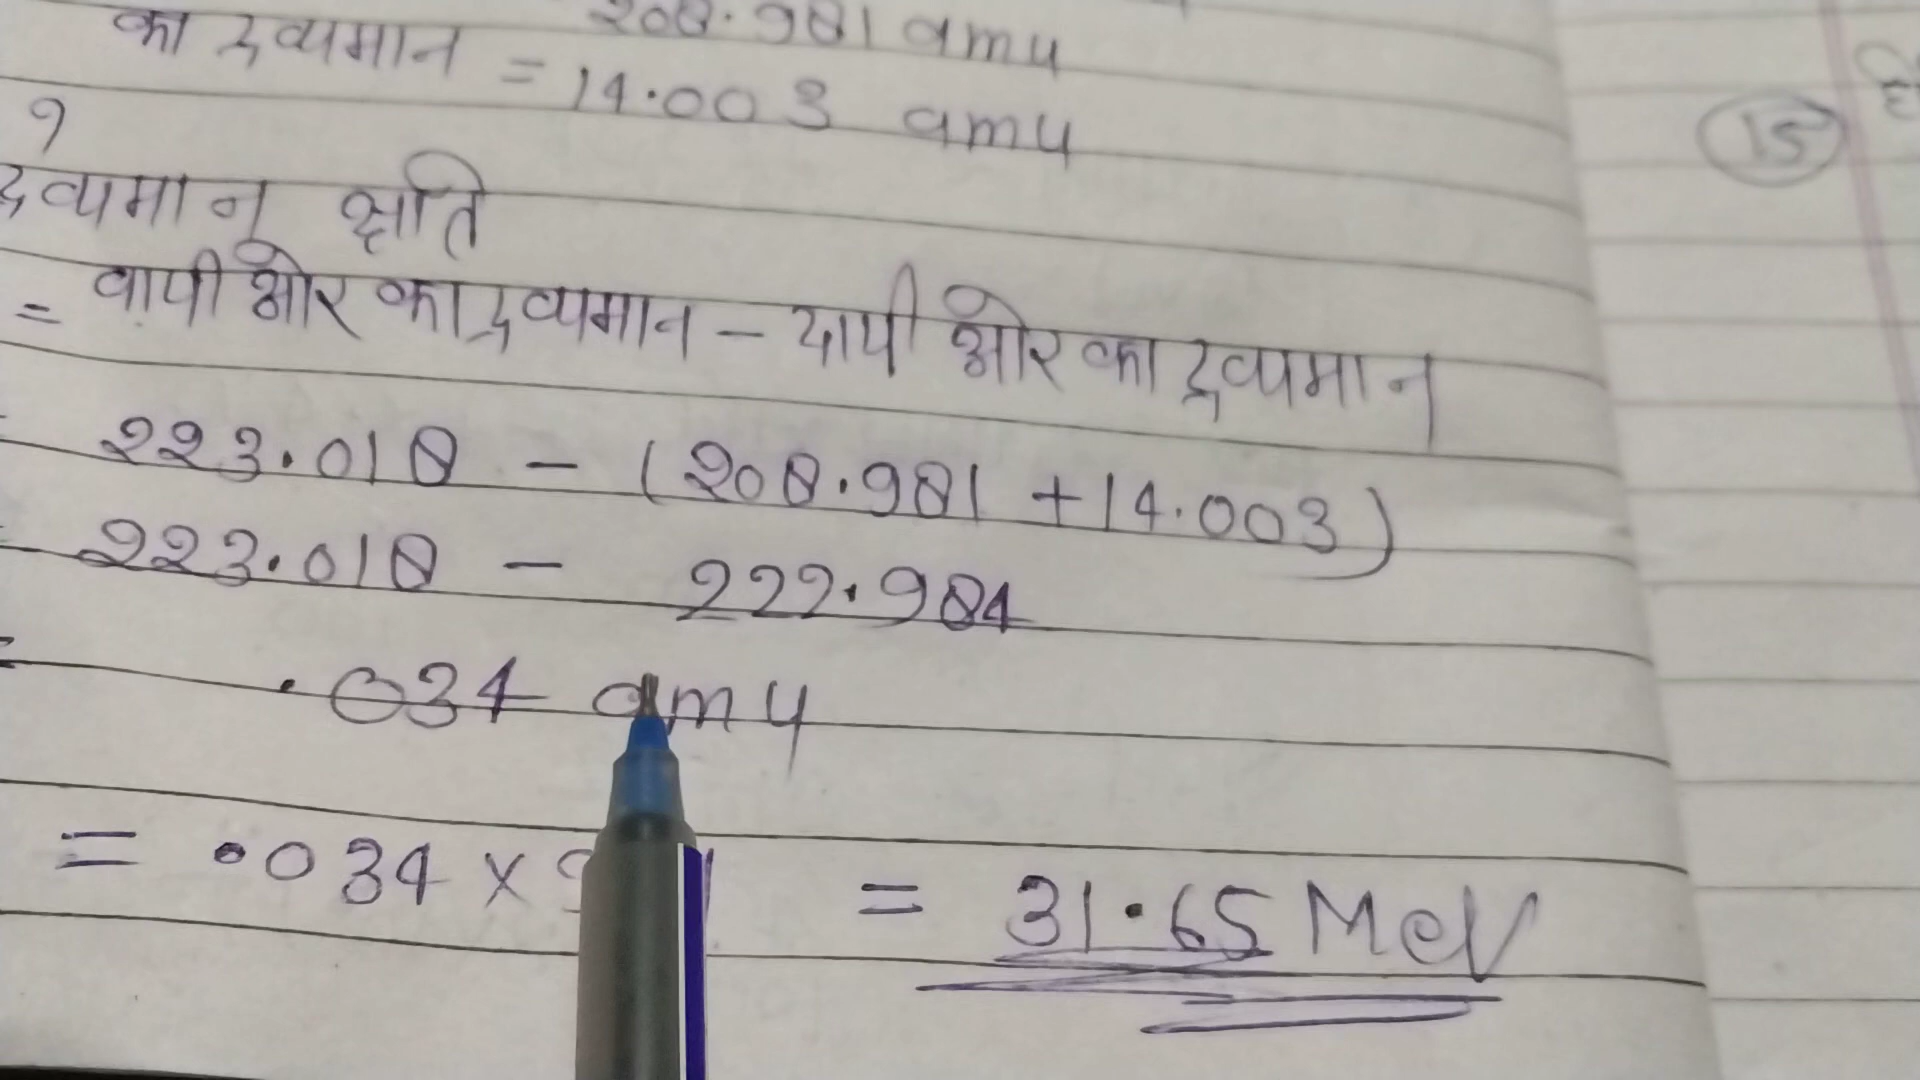 208.981 amu
का द्रव्यमान = 14.003 amu
?
द्रव्यमान क्षति
= बायी ओर का द्रव्यमान - दायी ओर का द्रव्यमान
= 223.018 - (208.981 + 14.003)
= 223.018 - 222.984
= .034 amu
= .034 x = 31.65 MeV
15